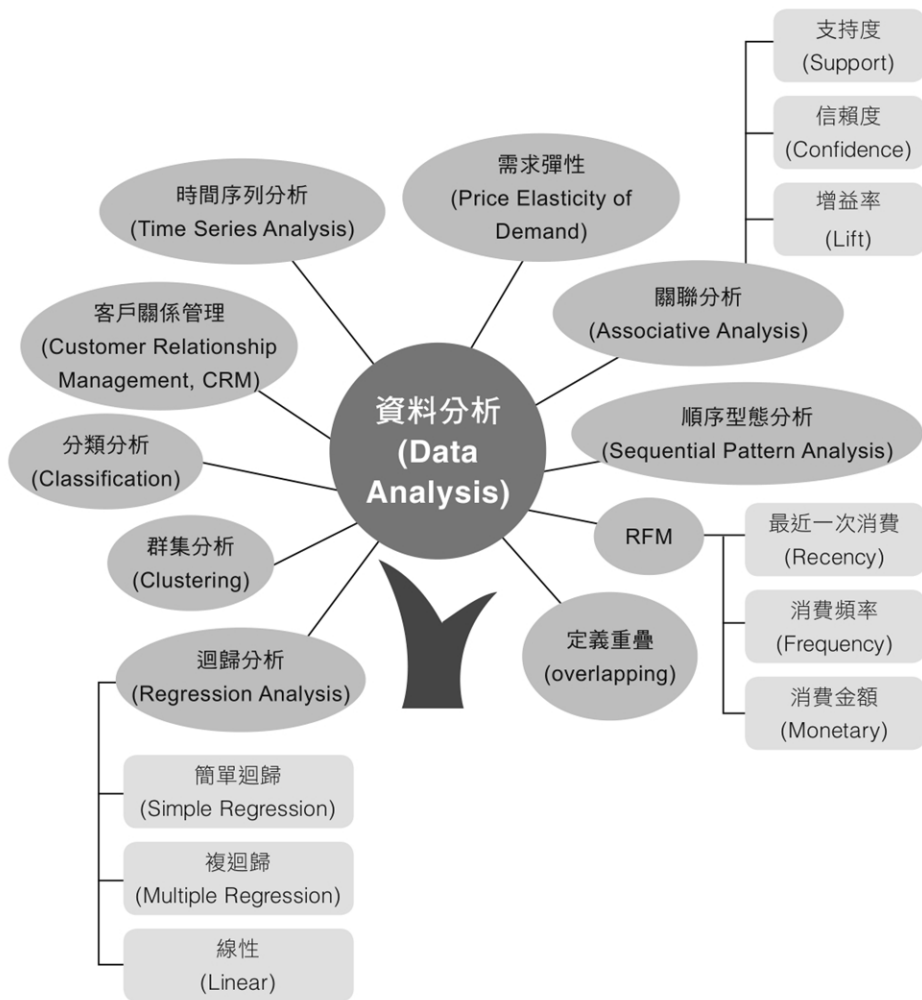 支持度
(Support)
信賴度
(Confidence)
增益率
(Lift)
需求彈性
(Price Elasticity of
Demand)
時間序列分析
(Time Series Analysis)
關聯分析
(Associative Analysis)
客戶關係管理
(Customer Relationship
Management, CRM)
資料分析
(Data
Analysis)
順序型態分析
(Sequential Pattern Analysis)
分類分析
(Classification)
RFM
最近一次消費
(Recency)
消費頻率
(Frequency)
消費金額
(Monetary)
群集分析
(Clustering)
定義重疊
(overlapping)
迴歸分析
(Regression Analysis)
簡單迴歸
(Simple Regression)
複迴歸
(Multiple Regression)
線性
(Linear)